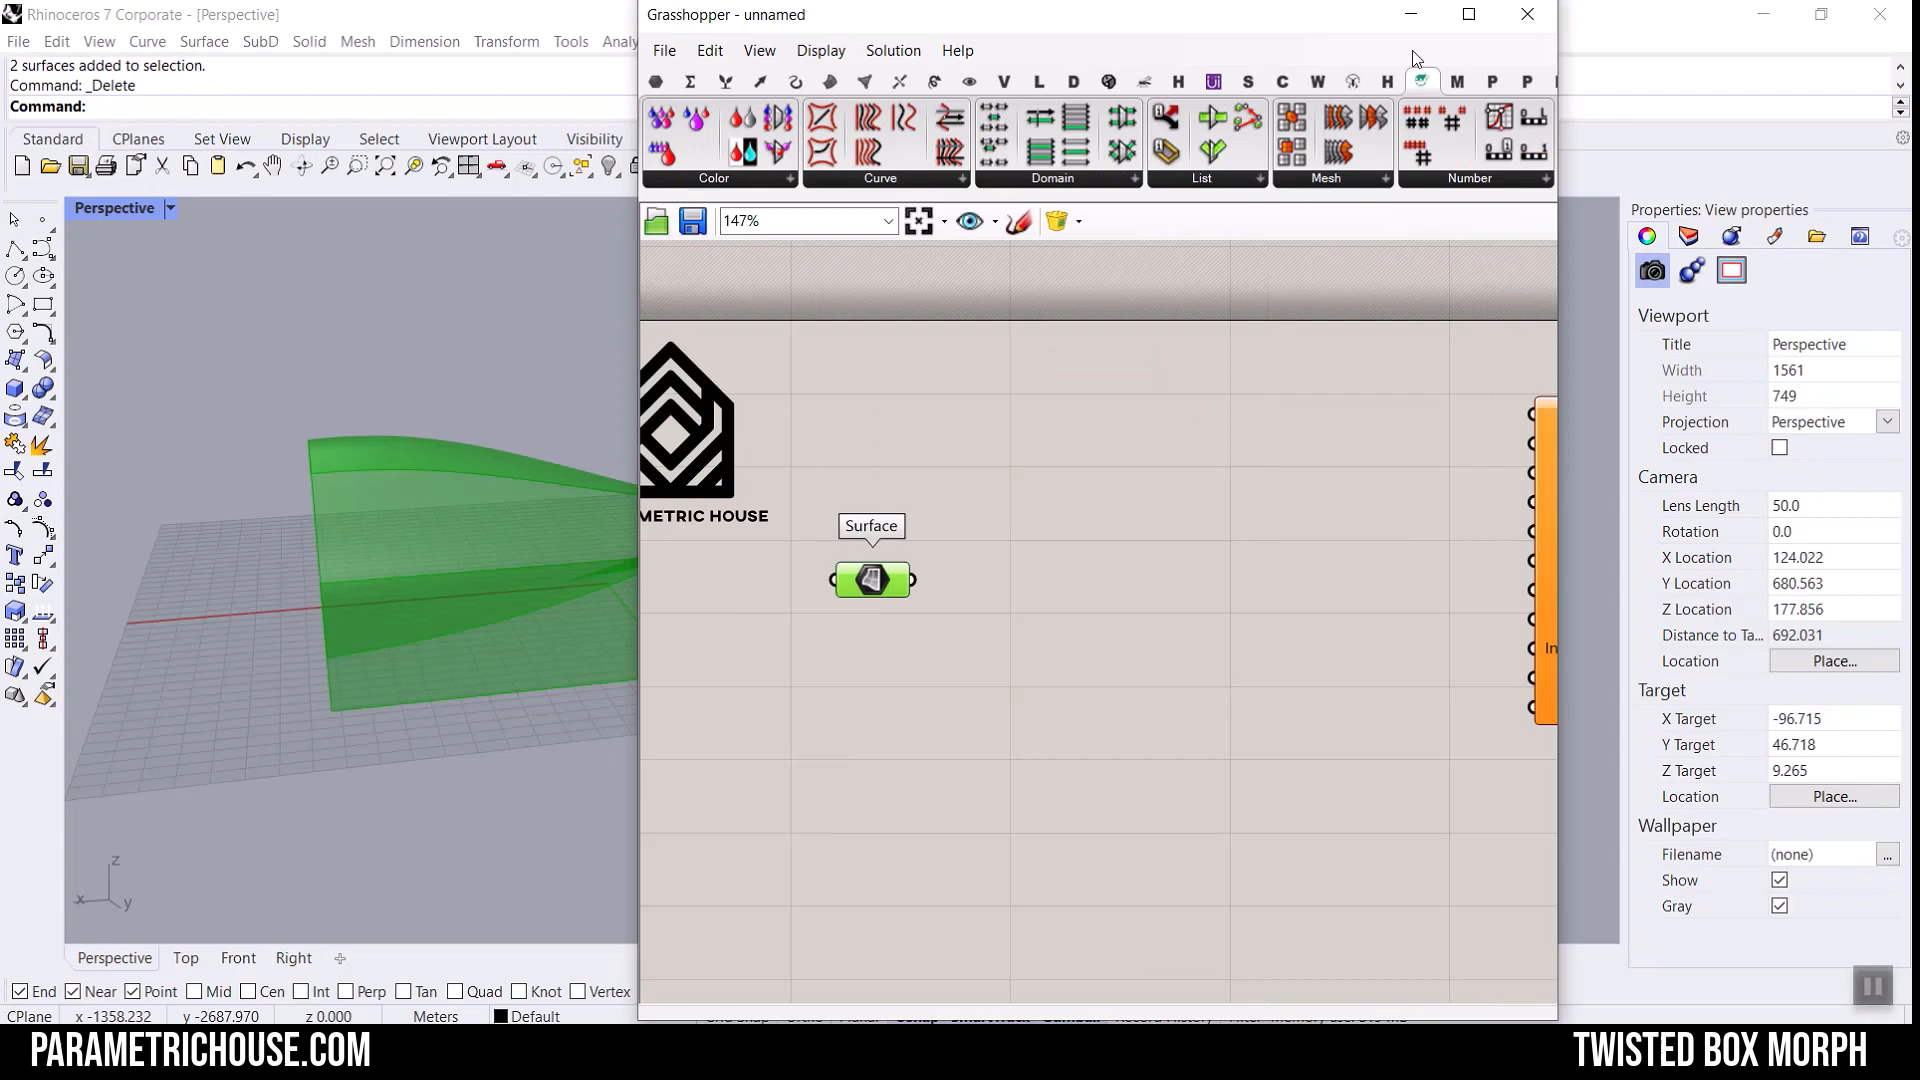 Rhinoceros 7 Corporate - [Perspective]
File Edit View Curve Surface SubD Solid Mesh Dimension Transform Tools Analy
2 surfaces added to selection.
Command: _Delete
Command:
Standard CPlanes Set View Display Select Viewport Layout Visibility
Perspective
z
x
y
Perspective Top Front Right
End Near Point Mid Cen Int Perp Tan Quad Knot Vertex
CPlane x -1358.232 y -2687.970 z 0.000 Meters Default
Grasshopper - unnamed
File Edit View Display Solution Help
V L D H Uj S C W H M P P
Color Curve Domain List Mesh Number
147%
METRIC HOUSE
Surface
In
Properties: View properties
Viewport
Title Perspective
Width 1561
Height 749
Projection Perspective
Locked
Camera
Lens Length 50.0
Rotation 0.0
X Location 124.022
Y Location 680.563
Z Location 177.856
Distance to Ta... 692.031
Location Place...
Target
X Target -96.715
Y Target 46.718
Z Target 9.265
Location Place...
Wallpaper
Filename (none) ...
Show
Gray
PARAMETRICHOUSE.COM
TWISTED BOX MORPH